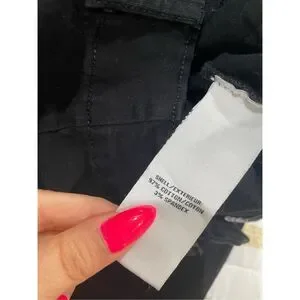 SHELL/EXTERIEUR:
97% COTTON/COTON
3% SPANDEX